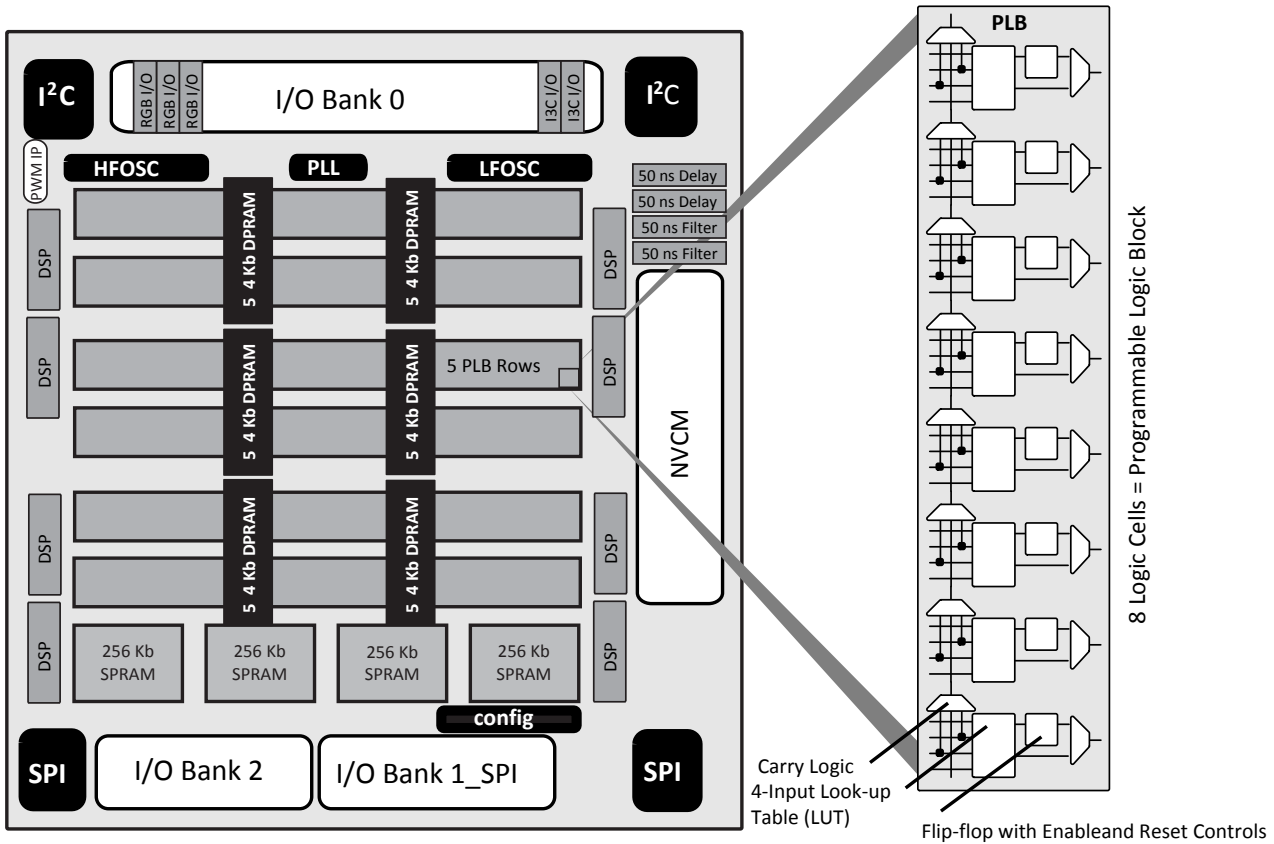 PLB
I²C
RGB I/O
RGB I/O
RGB I/O
I/O Bank 0
I3C I/O
I3C I/O
I²C
PWM IP
HFOSC
PLL
LFOSC
50 ns Delay
50 ns Delay
50 ns Filter
50 ns Filter
DSP
5 4 Kb DPRAM
5 4 Kb DPRAM
DSP
DSP
5 4 Kb DPRAM
5 4 Kb DPRAM
5 PLB Rows
DSP
NVCM
8 Logic Cells = Programmable Logic Block
DSP
5 4 Kb DPRAM
5 4 Kb DPRAM
DSP
DSP
256 Kb
SPRAM
256 Kb
SPRAM
256 Kb
SPRAM
256 Kb
SPRAM
DSP
config
SPI
I/O Bank 2
I/O Bank 1_SPI
SPI
Carry Logic
4-Input Look-up
Table (LUT)
Flip-flop with Enableand Reset Controls